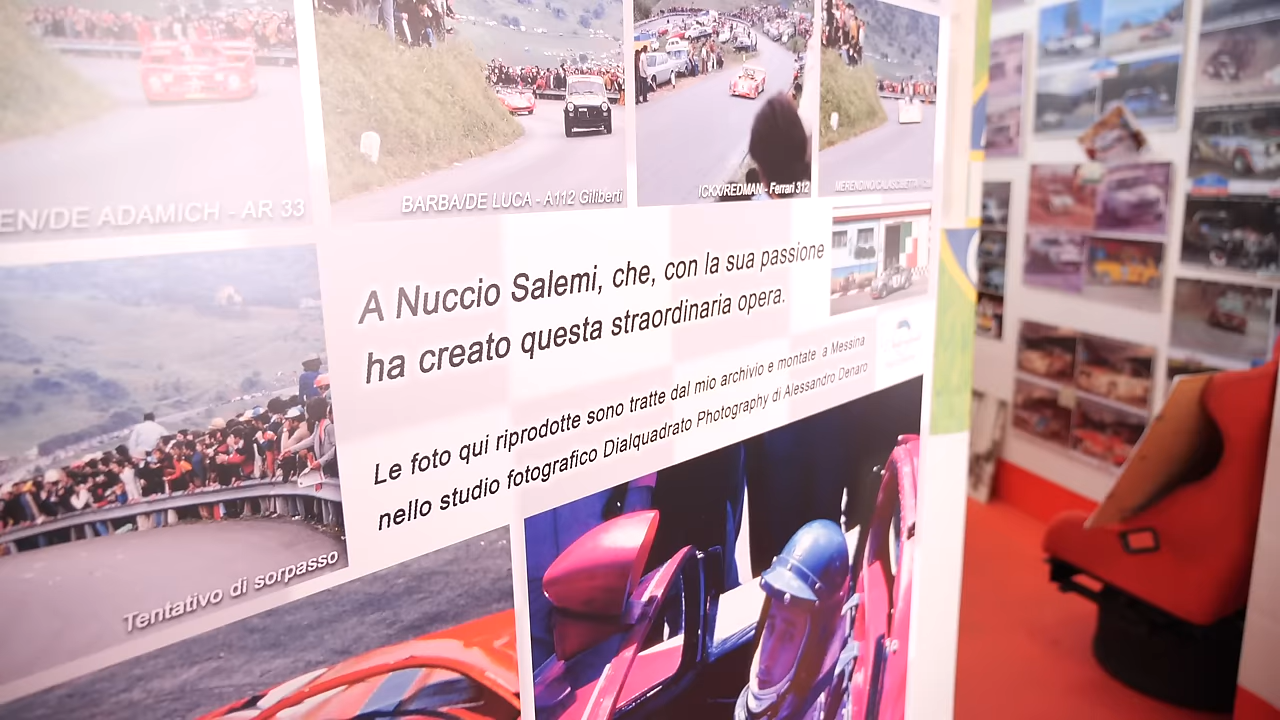 EN/DE ADAMICH - AR 33
BARBA/DE LUCA - A112 Giliberti
ICKX/REDMAN - Ferrari 312
A Nuccio Salemi, che, con la sua passione
ha creato questa straordinaria opera.
Le foto qui riprodotte sono tratte dal mio archivio e montate a Messina
nello studio fotografico Dialquadrato Photography di Alessandro Denaro
Tentativo di sorpasso